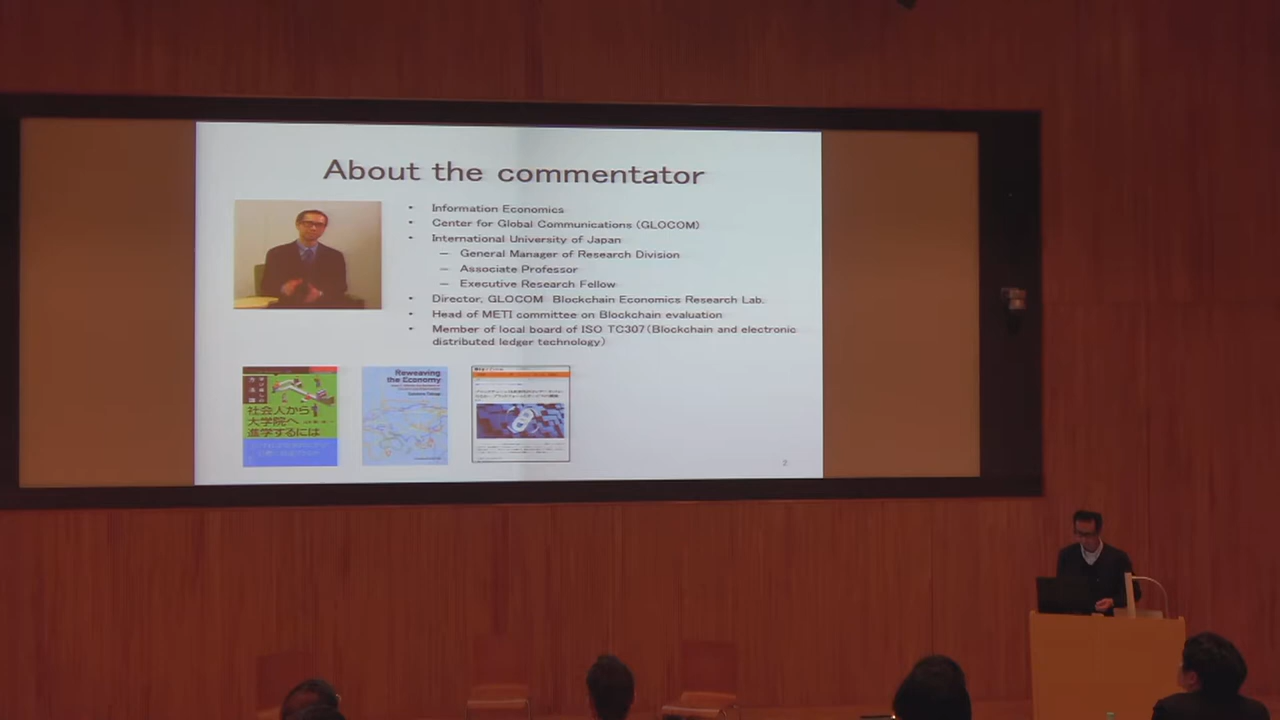 About the commentator
• Information Economics
• Center for Global Communications (GLOCOM)
• International University of Japan
– General Manager of Research Division
– Associate Professor
– Executive Research Fellow
• Director, GLOCOM Blockchain Economics Research Lab.
• Head of METI committee on Blockchain evaluation
• Member of local board of ISO TC307(Blockchain and electronic
distributed ledger technology)
社会人から
大学院へ
進学するには
Reweaving
the Economy
2